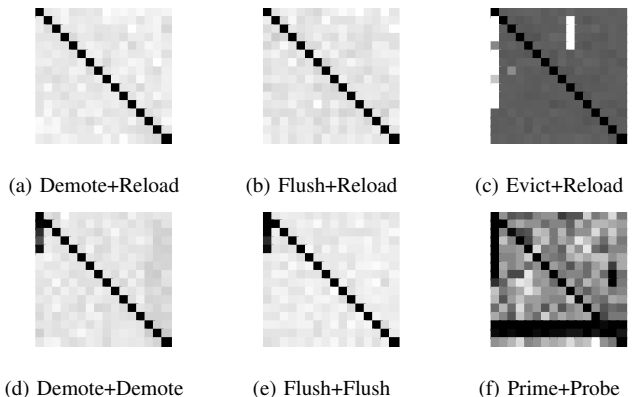 (a) Demote+Reload
(b) Flush+Reload
(c) Evict+Reload
(d) Demote+Demote
(e) Flush+Flush
(f) Prime+Probe